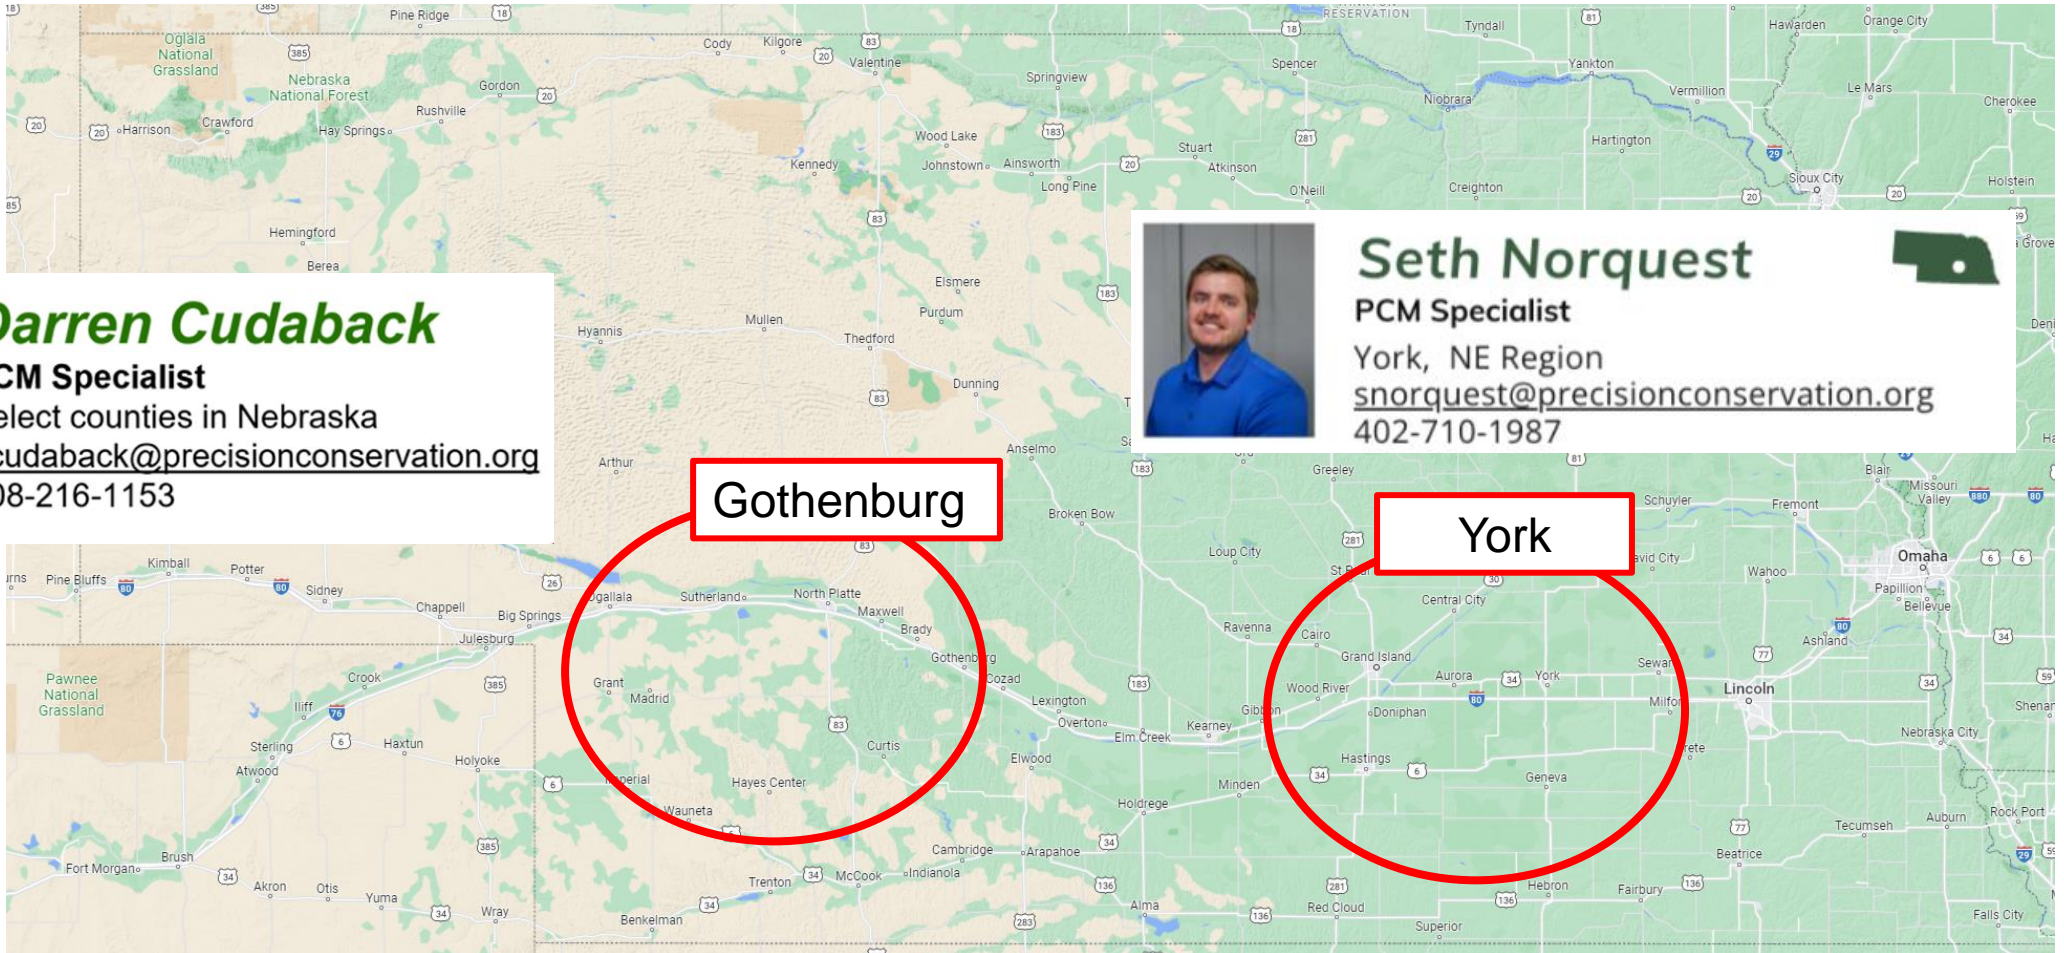 Pine Ridge
RESERVATION
Tyndall
Hawarden
Orange City
Oglala
National
Grassland
Cody
Kilgore
Valentine
Spencer
Yankton
Nebraska
National Forest
Gordon
Springview
Niobrara
Vermillion
Le Mars
Cherokee
Harrison
Crawford
Hay Springs
Rushville
Wood Lake
Kennedy
Johnstown
Ainsworth
Long Pine
Stuart
Atkinson
O'Neill
Hartington
Creighton
Sioux City
Holstein
Hemingford
Berea
Grove
Darren Cudaback
PCM Specialist
Select counties in Nebraska
cudaback@precisionconservation.org
08-216-1153
Seth Norquest
PCM Specialist
York, NE Region
snorquest@precisionconservation.org
402-710-1987
Hyannis
Mullen
Elsmere
Purdum
Thedford
Dunning
Anselmo
Arthur
Gothenburg
York
Broken Bow
Greeley
Loup City
Schuyler
Fremont
Blair
Missouri
Valley
Omaha
Papillion
Bellevue
Wahoo
Ashland
Kimball
Pine Bluffs
Potter
Sidney
Chappell
Big Springs
Julesburg
Ogallala
Sutherland
North Platte
Maxwell
Brady
Gothenburg
Cozad
Lexington
Overton
Elm Creek
Kearney
Gibbon
Ravenna
Cairo
Grand Island
Wood River
Doniphan
Central City
Aurora
York
Milford
Lincoln
Nebraska City
Pawnee
National
Grassland
Crook
Iliff
Sterling
Atwood
Haxtun
Holyoke
Grant
Madrid
Imperial
Wauneta
Hayes Center
Curtis
Elwood
Holdrege
Minden
Hastings
Geneva
Tecumseh
Auburn
Rock Port
Fort Morgan
Brush
Akron
Otis
Yuma
Wray
Benkelman
Trenton
McCook
Indianola
Cambridge
Arapahoe
Alma
Red Cloud
Superior
Hebron
Fairbury
Beatrice
Falls City